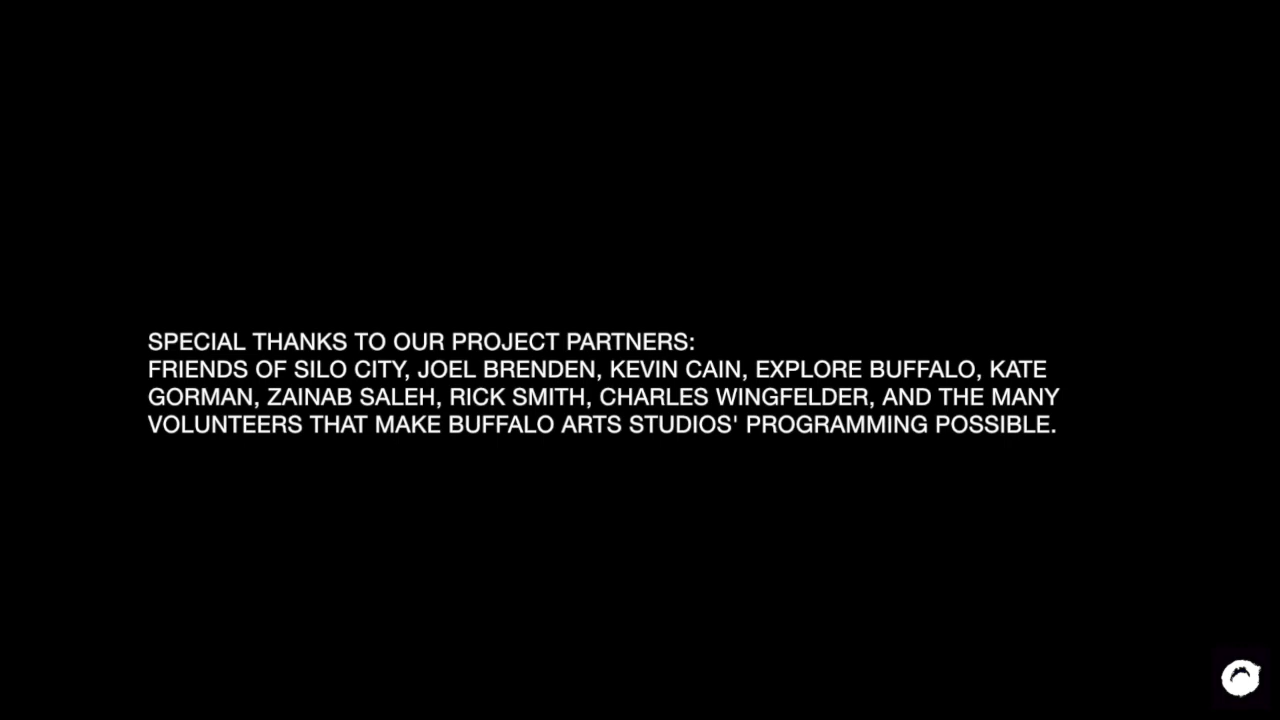 SPECIAL THANKS TO OUR PROJECT PARTNERS:
FRIENDS OF SILO CITY, JOEL BRENDEN, KEVIN CAIN, EXPLORE BUFFALO, KATE
GORMAN, ZAINAB SALEH, RICK SMITH, CHARLES WINGFELDER, AND THE MANY
VOLUNTEERS THAT MAKE BUFFALO ARTS STUDIOS' PROGRAMMING POSSIBLE.